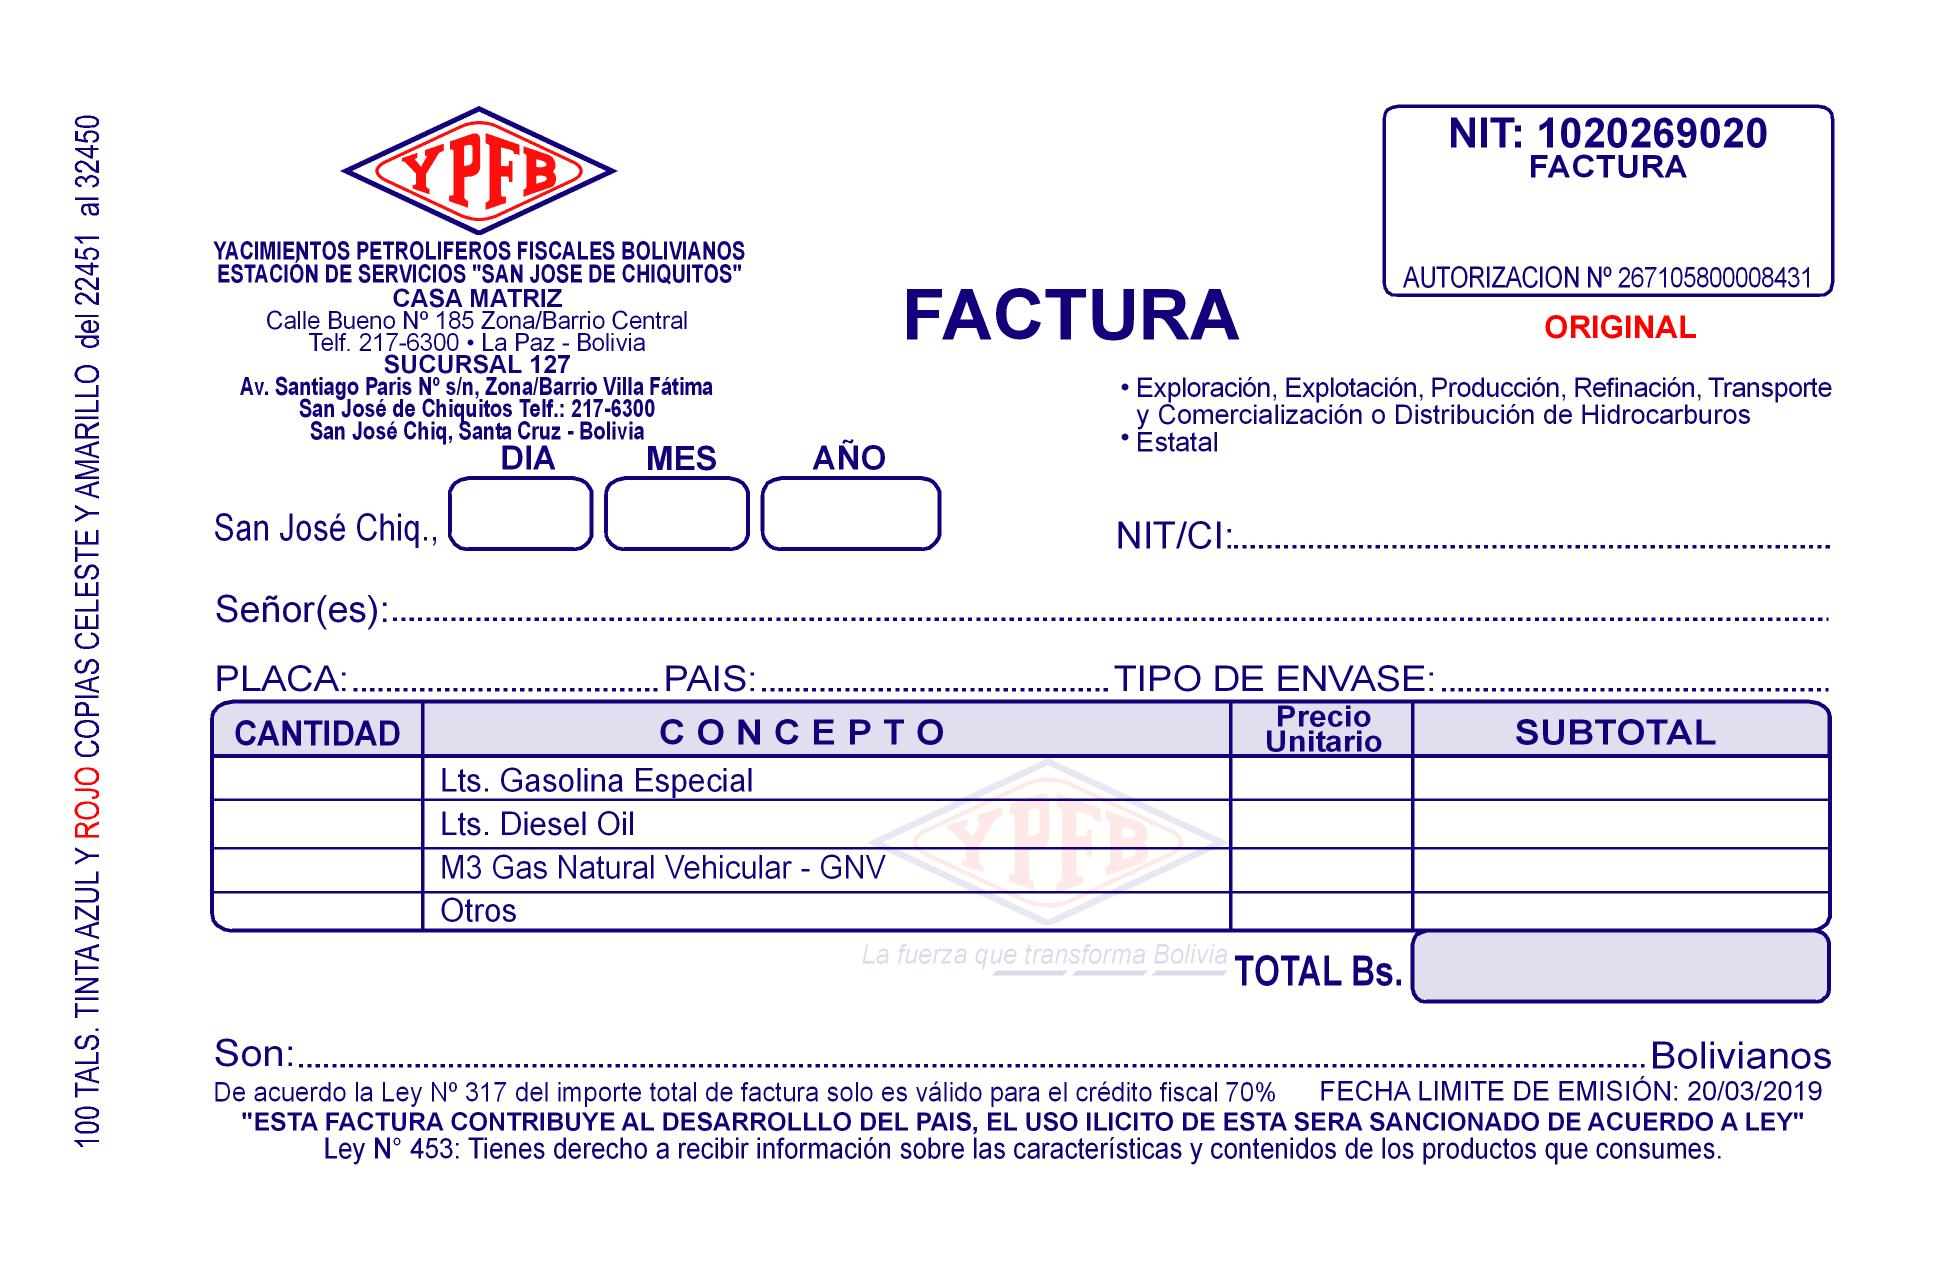 100 TALS. TINTA AZUL Y ROJO COPIAS CELESTE Y AMARILLO del 22451 al 32450
YPFB
YACIMIENTOS PETROLIFEROS FISCALES BOLIVIANOS
ESTACIÓN DE SERVICIOS "SAN JOSE DE CHIQUITOS"
CASA MATRIZ
Calle Bueno Nº 185 Zona/Barrio Central
Telf. 217-6300 • La Paz - Bolivia
SUCURSAL 127
Av. Santiago Paris Nº s/n, Zona/Barrio Villa Fátima
San José de Chiquitos Telf.: 217-6300
San José Chiq, Santa Cruz - Bolivia
FACTURA
NIT: 1020269020
FACTURA
AUTORIZACION Nº 267105800008431
ORIGINAL
• Exploración, Explotación, Producción, Refinación, Transporte
y Comercialización o Distribución de Hidrocarburos
• Estatal
DIA MES AÑO
San José Chiq.,
NIT/CI:
Señor(es):
PLACA: PAIS: TIPO DE ENVASE:
CANTIDAD CONCEPTO Precio Unitario SUBTOTAL
Lts. Gasolina Especial
Lts. Diesel Oil
M3 Gas Natural Vehicular - GNV
Otros
YPFB
La fuerza que transforma Bolivia
TOTAL Bs.
Son: Bolivianos
De acuerdo la Ley Nº 317 del importe total de factura solo es válido para el crédito fiscal 70% FECHA LIMITE DE EMISIÓN: 20/03/2019
"ESTA FACTURA CONTRIBUYE AL DESARROLLLO DEL PAIS, EL USO ILICITO DE ESTA SERA SANCIONADO DE ACUERDO A LEY"
Ley N° 453: Tienes derecho a recibir información sobre las características y contenidos de los productos que consumes.